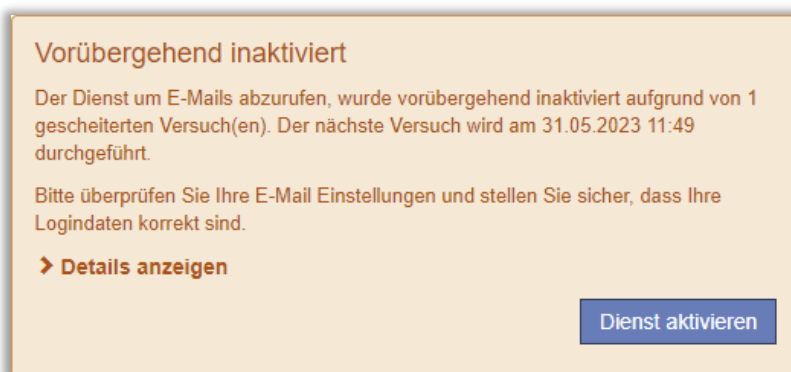 Vorübergehend inaktiviert
Der Dienst um E-Mails abzurufen, wurde vorübergehend inaktiviert aufgrund von 1
gescheiterten Versuch(en). Der nächste Versuch wird am 31.05.2023 11:49
durchgeführt.
Bitte überprüfen Sie Ihre E-Mail Einstellungen und stellen Sie sicher, dass Ihre
Logindaten korrekt sind.
Details anzeigen
Dienst aktivieren